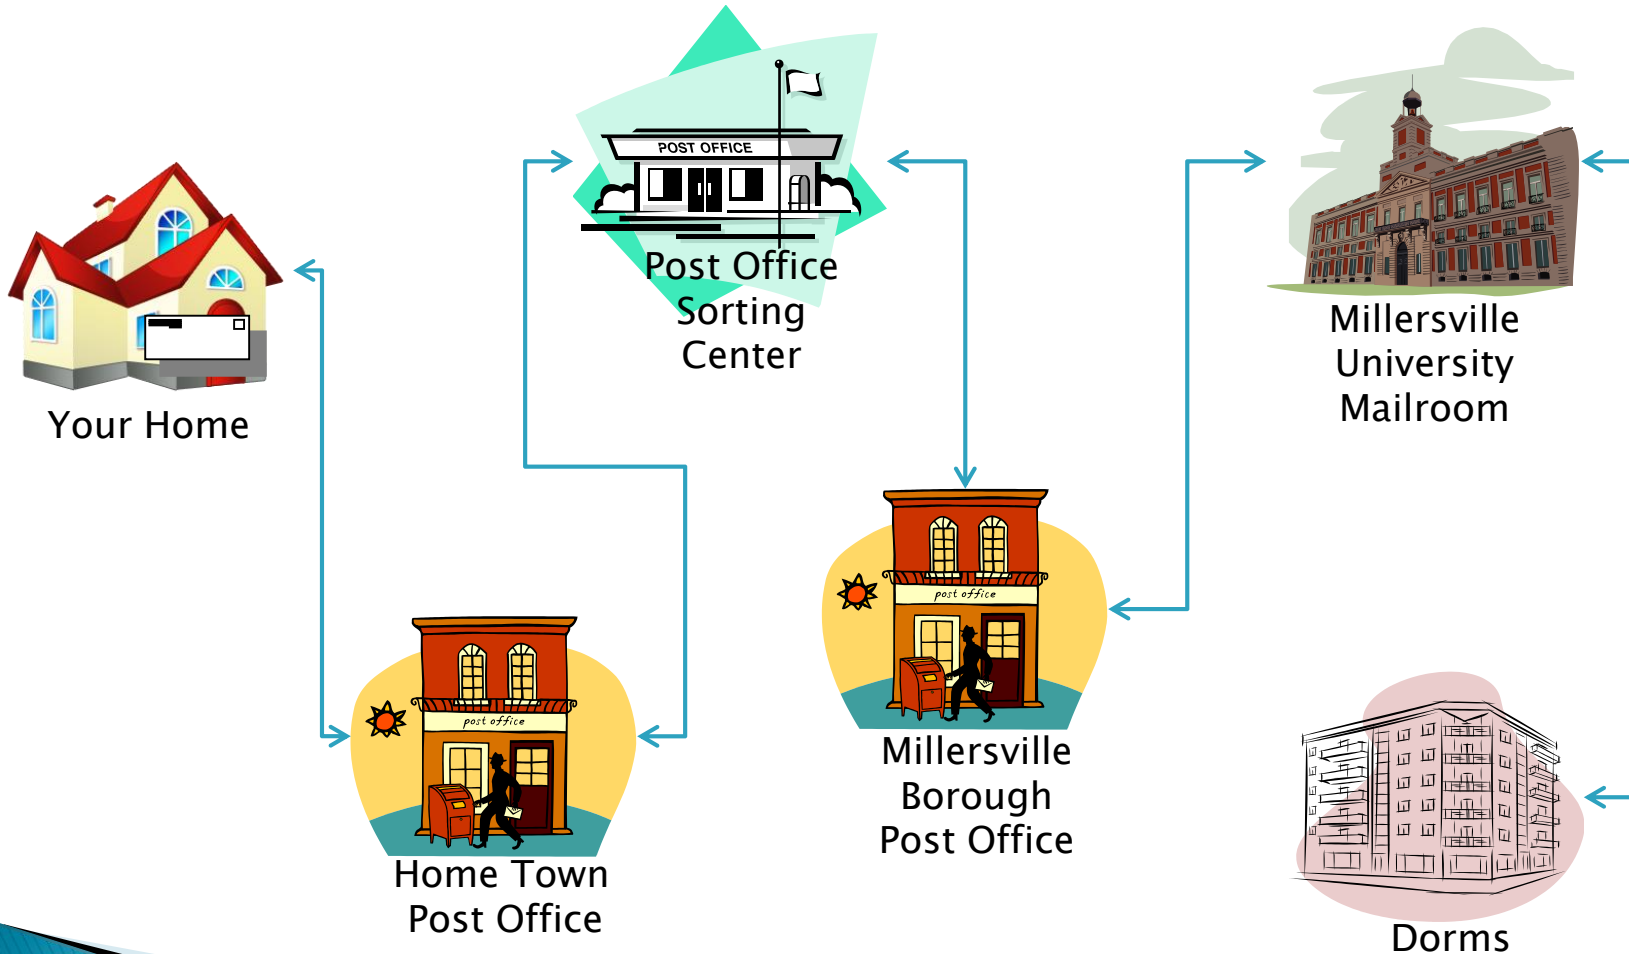 POST OFFICE
Post Office
Sorting
Center
Your Home
Millersville
University
Mailroom
post office
Millersville
Borough
Post Office
post office
Home Town
Post Office
Dorms